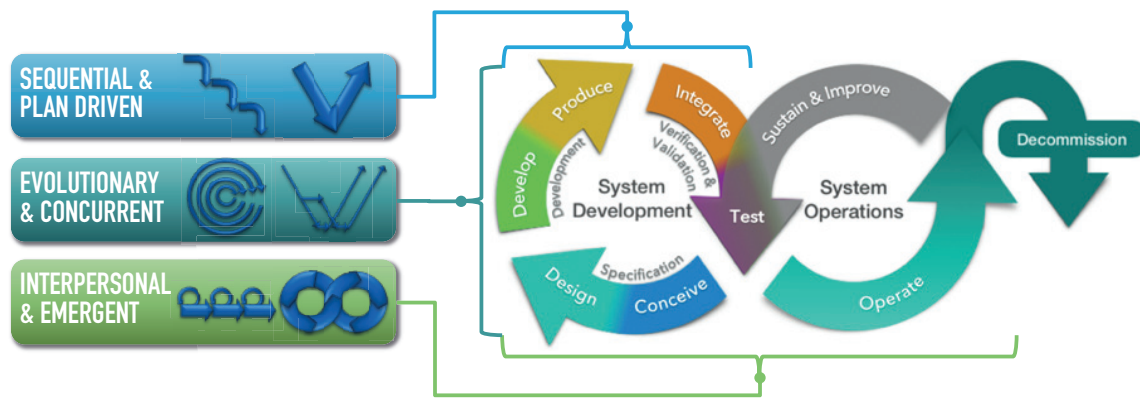 SEQUENTIAL &
PLAN DRIVEN
EVOLUTIONARY
& CONCURRENT
INTERPERSONAL
& EMERGENT
Produce
Develop
Development
Integrate
Verification &
Validation
System
Development
Test
Specification
Design
Conceive
Sustain & Improve
System
Operations
Operate
Decommission